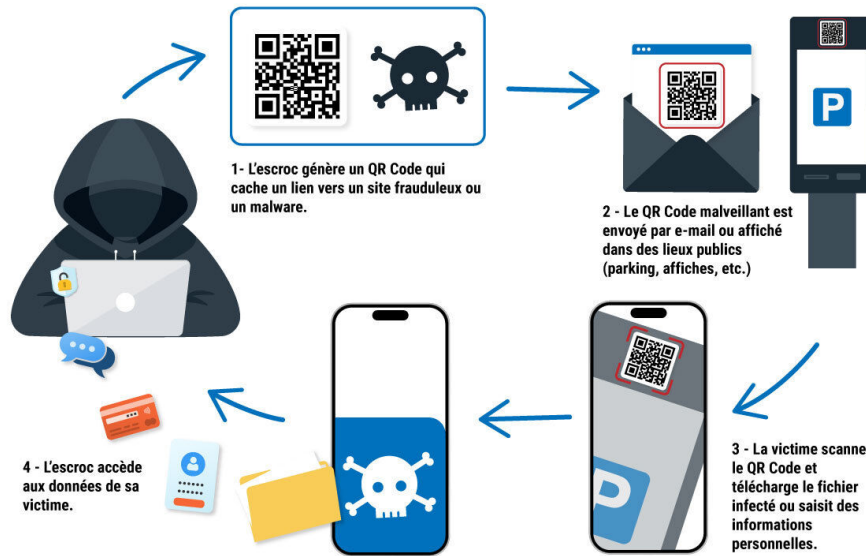 1- L’escroc génère un QR Code qui
cache un lien vers un site frauduleux ou
un malware.
P
2 - Le QR Code malveillant est
envoyé par e-mail ou affiché
dans des lieux publics
(parking, affiches, etc.)
P
3 - La victime scanne
le QR Code et
télécharge le fichier
infecté ou saisit des
informations
personnelles.
4 - L’escroc accède
aux données de sa
victime.